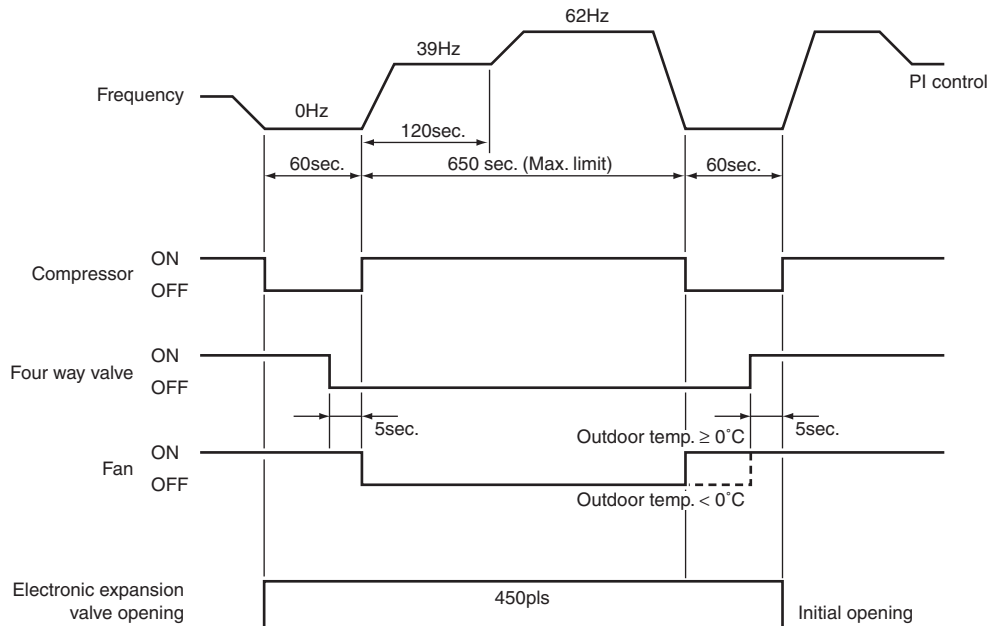 62Hz
39Hz
PI control
Frequency
0Hz
120sec.
60sec.
650 sec. (Max. limit)
60sec.
ON
Compressor
OFF
ON
Four way valve
OFF
5sec.
Outdoor temp. ≥ 0˚C
5sec.
ON
Fan
OFF
Outdoor temp. < 0˚C
Electronic expansion
valve opening
450pls
Initial opening